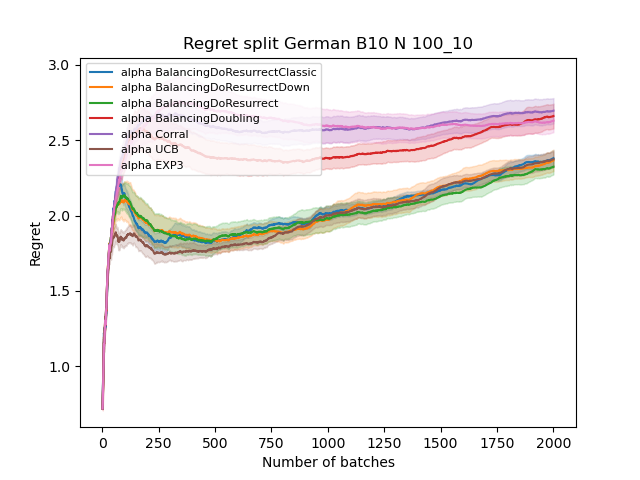 Regret split German B10 N 100_10
3.0
2.5
2.0
1.5
1.0
Regret
alpha BalancingDoResurrectClassic
alpha BalancingDoResurrectDown
alpha BalancingDoResurrect
alpha BalancingDoubling
alpha Corral
alpha UCB
alpha EXP3
0 250 500 750 1000 1250 1500 1750 2000
Number of batches